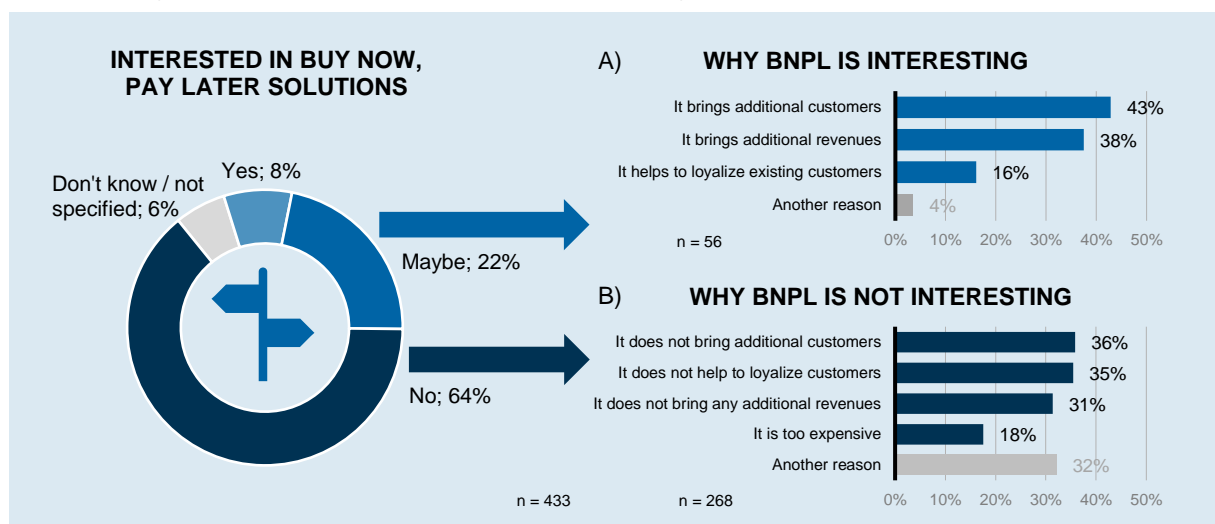 INTERESTED IN BUY NOW,
PAY LATER SOLUTIONS
Don't know / not
specified; 6%
Yes; 8%
Maybe; 22%
No; 64%
n = 433
A) WHY BNPL IS INTERESTING
It brings additional customers 43%
It brings additional revenues 38%
It helps to loyalize existing customers 16%
Another reason 4%
0% 10% 20% 30% 40% 50%
n = 56
B) WHY BNPL IS NOT INTERESTING
It does not bring additional customers 36%
It does not help to loyalize customers 35%
It does not bring any additional revenues 31%
It is too expensive 18%
Another reason 32%
0% 10% 20% 30% 40% 50%
n = 268